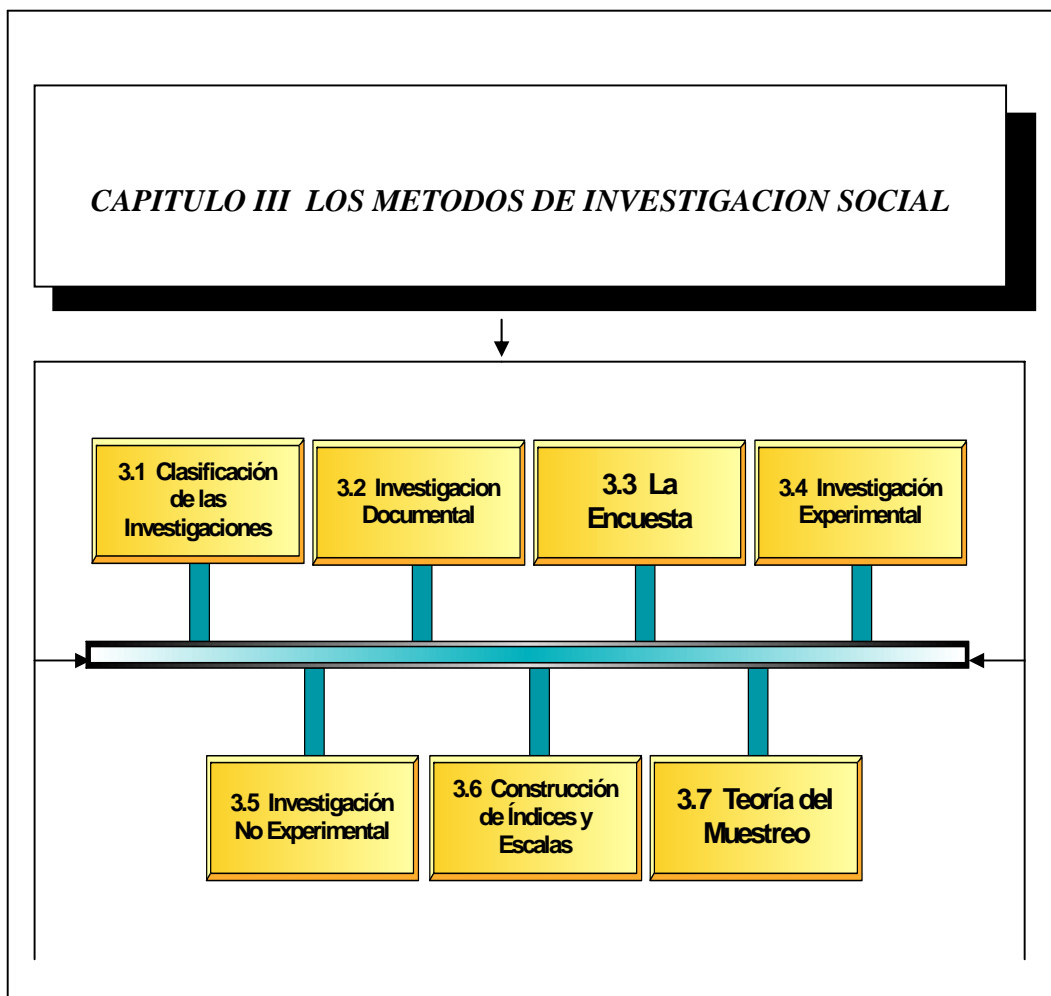 CAPITULO III LOS METODOS DE INVESTIGACION SOCIAL
3.1 Clasificación
de las
Investigaciones
3.2 Investigacion
Documental
3.3 La
Encuesta
3.4 Investigación
Experimental
3.5 Investigación
No Experimental
3.6 Construcción
de Índices y
Escalas
3.7 Teoría del
Muestreo